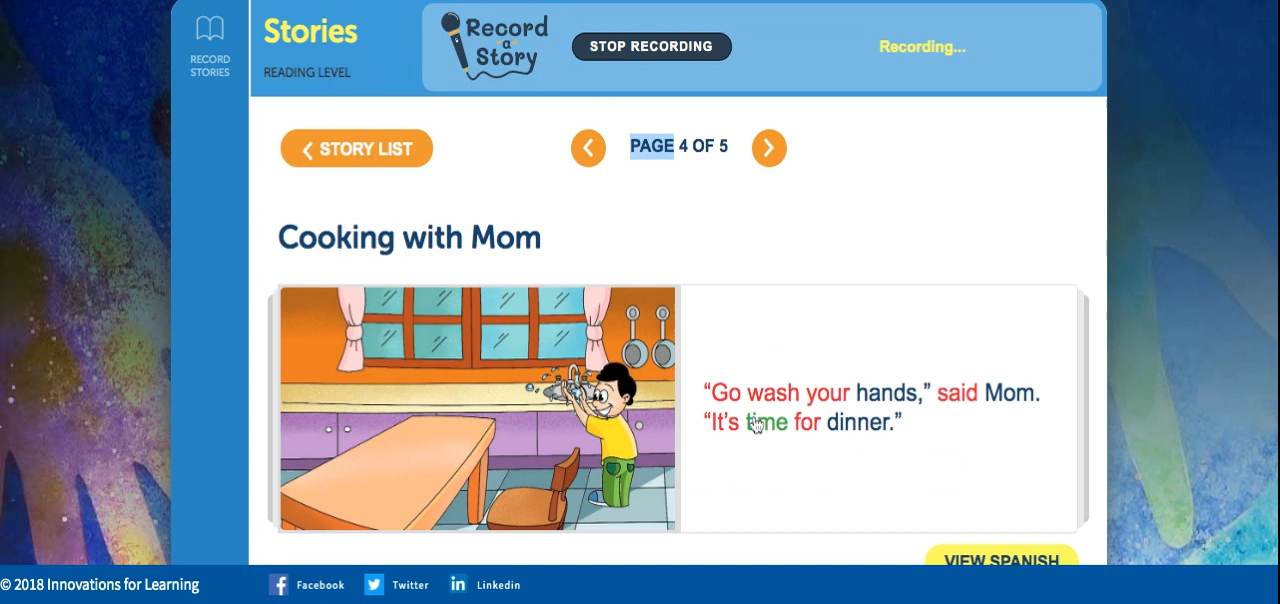 RECORD
STORIES
Stories
READING LEVEL
Record
a
Story
STOP RECORDING
Recording...
STORY LIST
PAGE 4 OF 5
Cooking with Mom
“Go wash your hands,” said Mom.
“It’s time for dinner.”
VIEW SPANISH
© 2018 Innovations for Learning
Facebook
Twitter
Linkedin